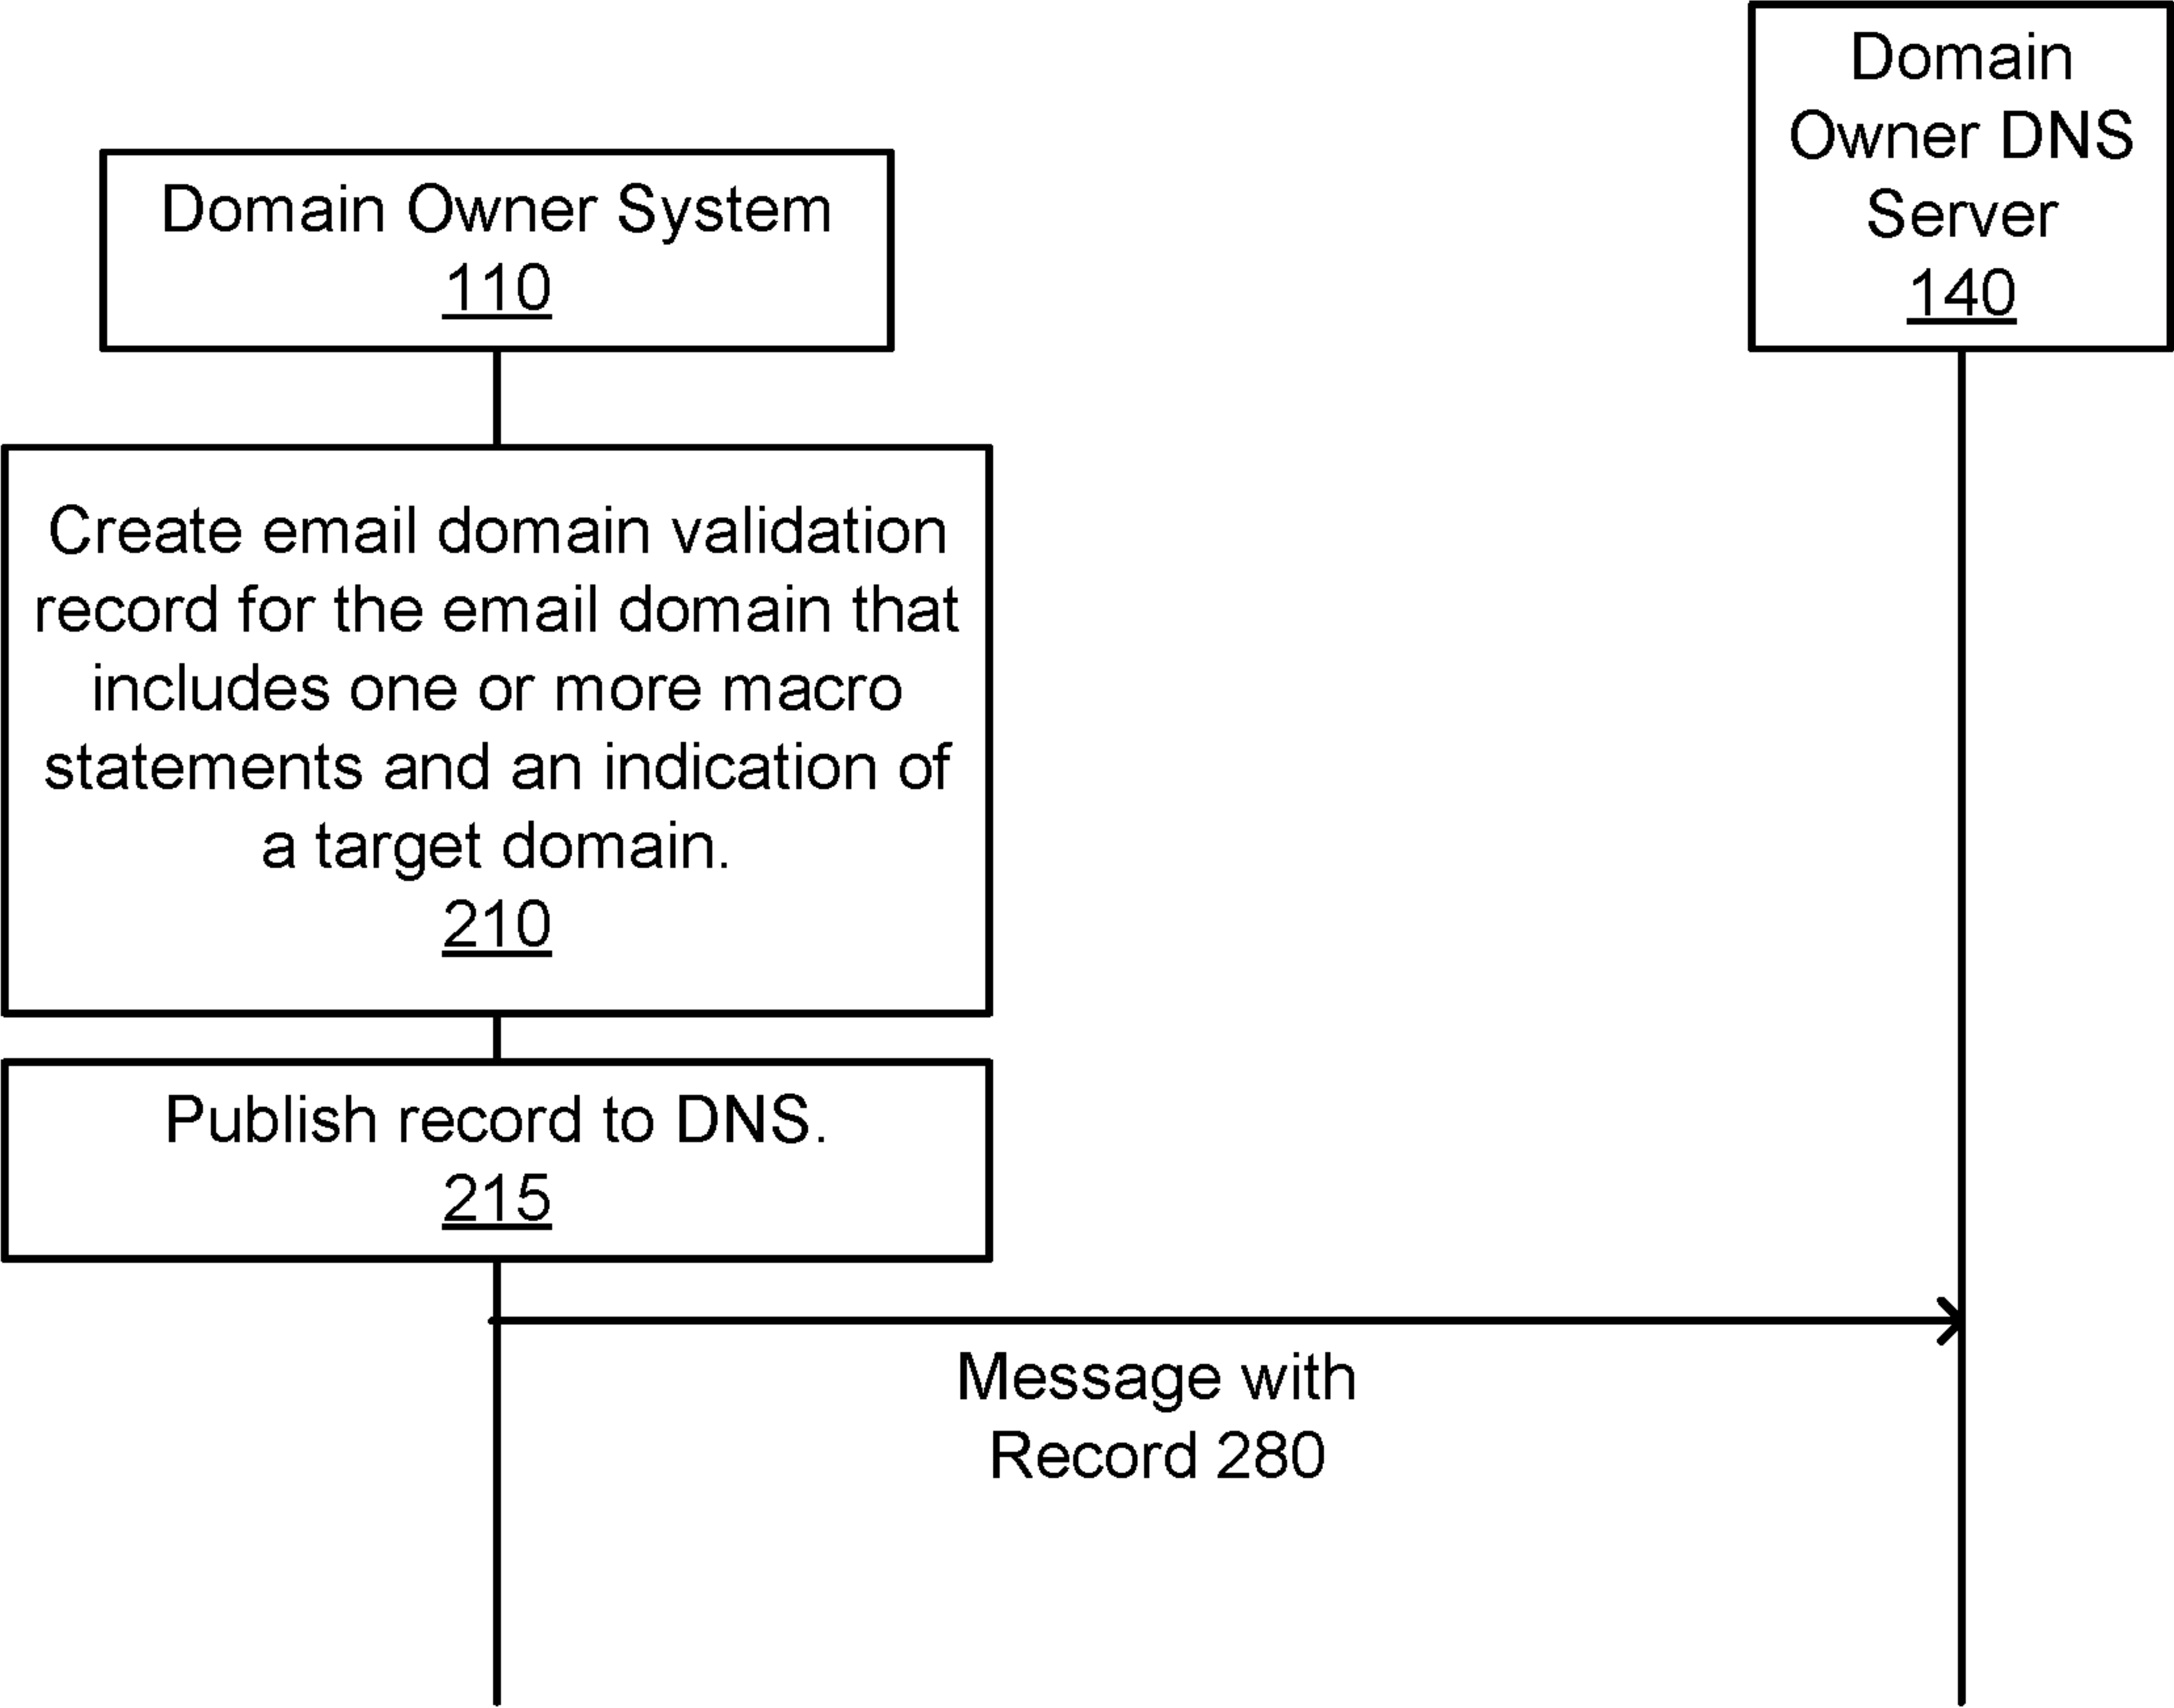 Domain
Owner DNS
Server
140
Domain Owner System
110
Create email domain validation
record for the email domain that
includes one or more macro
statements and an indication of
a target domain.
210
Publish record to DNS.
215
Message with
Record 280